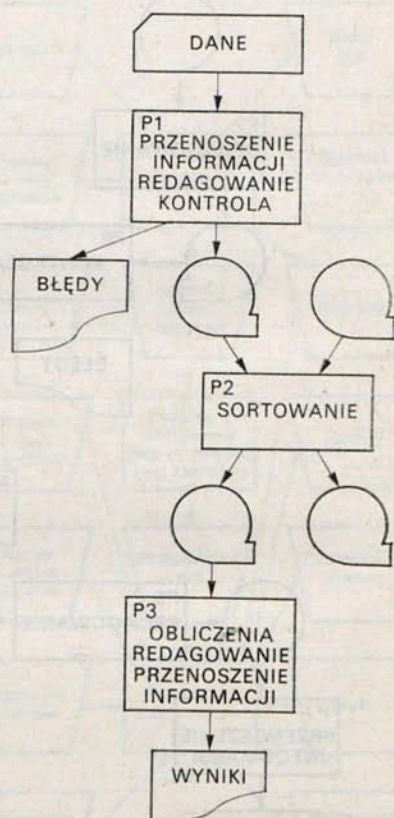 DANE
P1
PRZENOSZENIE
INFORMACJI
REDAGOWANIE
KONTROLA
BŁĘDY
P2
SORTOWANIE
P3
OBLICZENIA
REDAGOWANIE
PRZENOSZENIE
INFORMACJI
WYNIKI